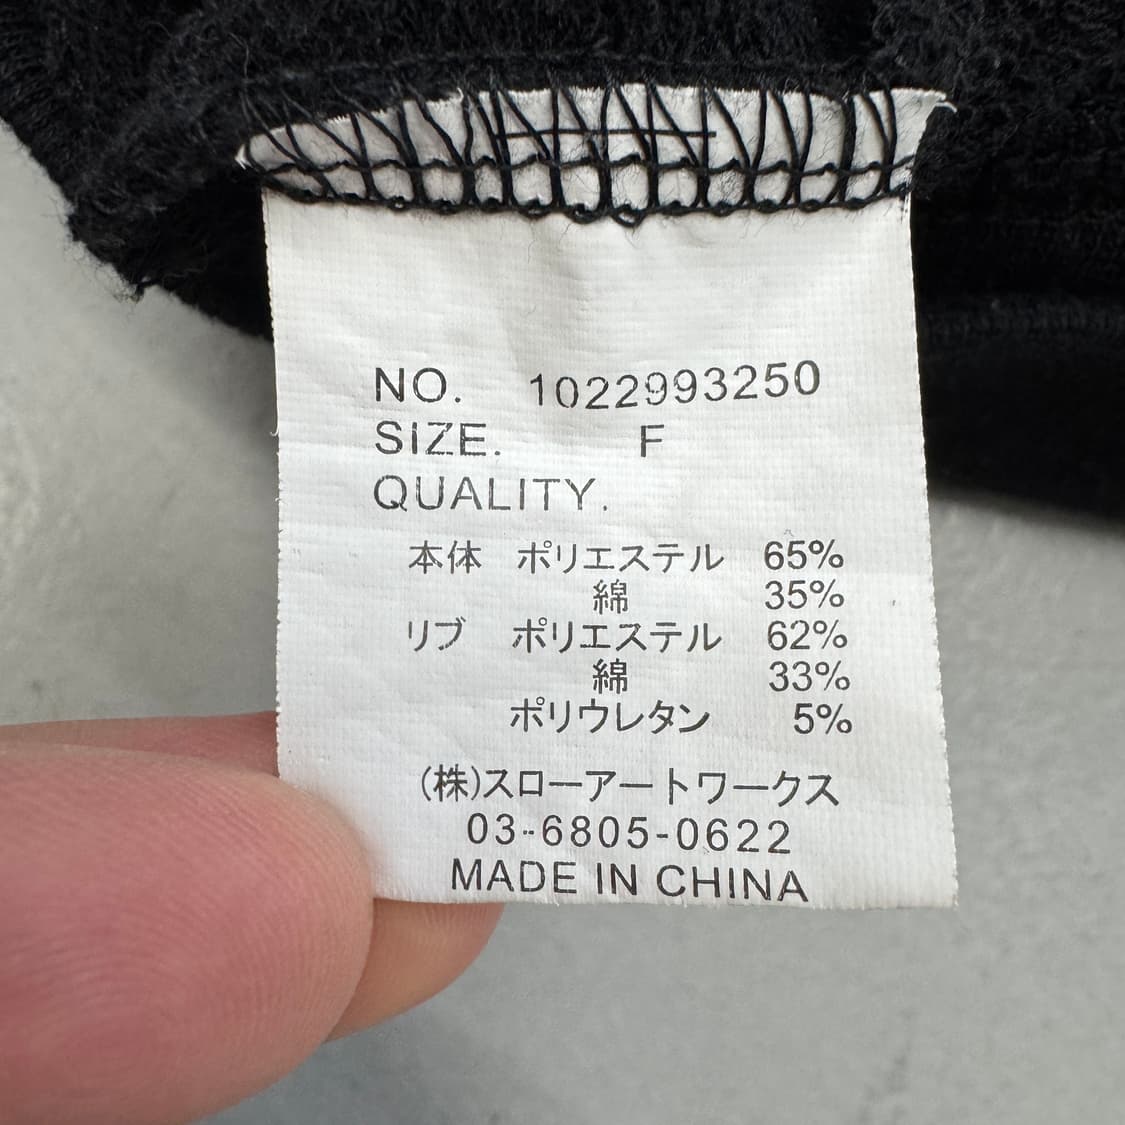 NO. 1022993250
SIZE. F
QUALITY.
本体 ポリエステル 65%
綿 35%
リブ ポリエステル 62%
綿 33%
ポリウレタン 5%
(株)スローアートワークス
03-6805-0622
MADE IN CHINA